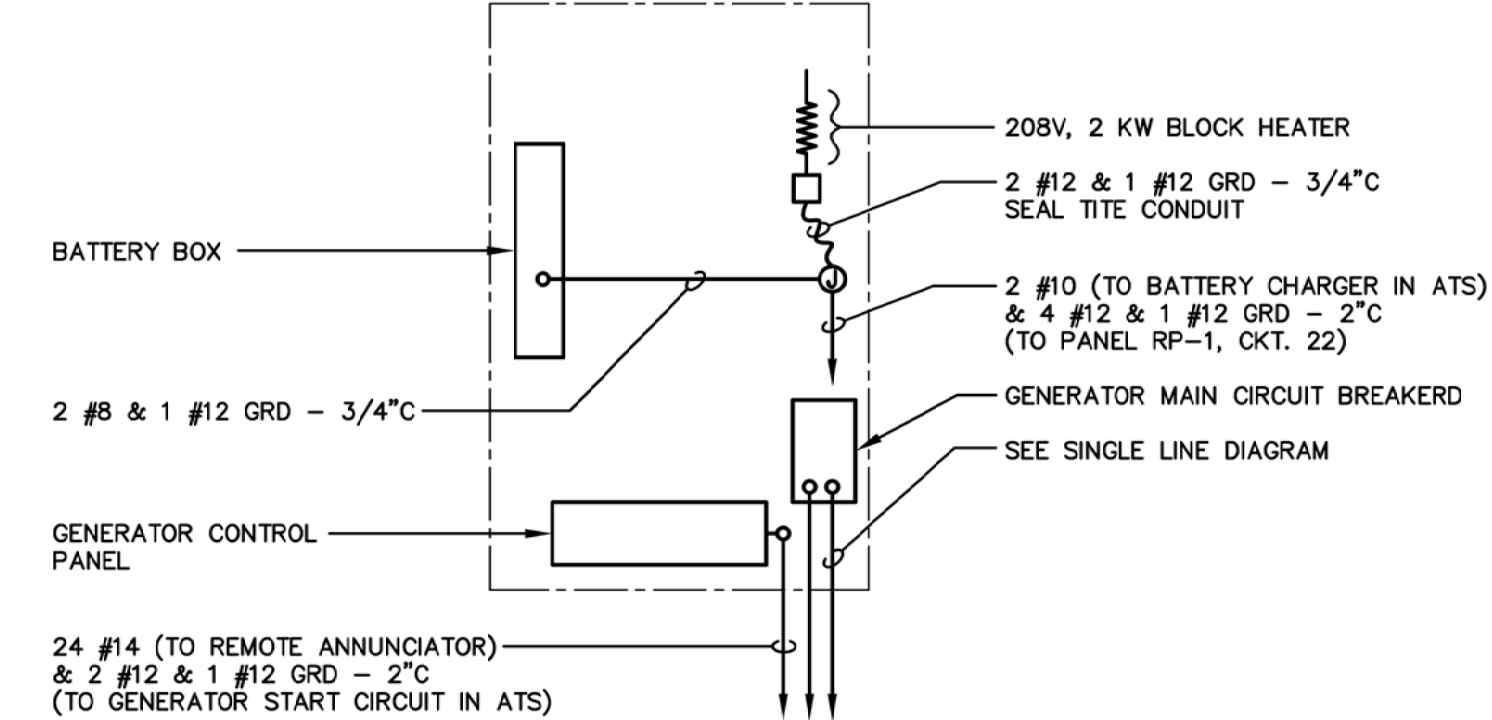 208V, 2 KW BLOCK HEATER
2 #12 & 1 #12 GRD – 3/4"C
SEAL TITE CONDUIT
BATTERY BOX
J
2 #10 (TO BATTERY CHARGER IN ATS)
& 4 #12 & 1 #12 GRD – 2"C
(TO PANEL RP–1, CKT. 22)
2 #8 & 1 #12 GRD – 3/4"C
GENERATOR MAIN CIRCUIT BREAKERD
SEE SINGLE LINE DIAGRAM
GENERATOR CONTROL
PANEL
24 #14 (TO REMOTE ANNUNCIATOR)
& 2 #12 & 1 #12 GRD – 2"C
(TO GENERATOR START CIRCUIT IN ATS)